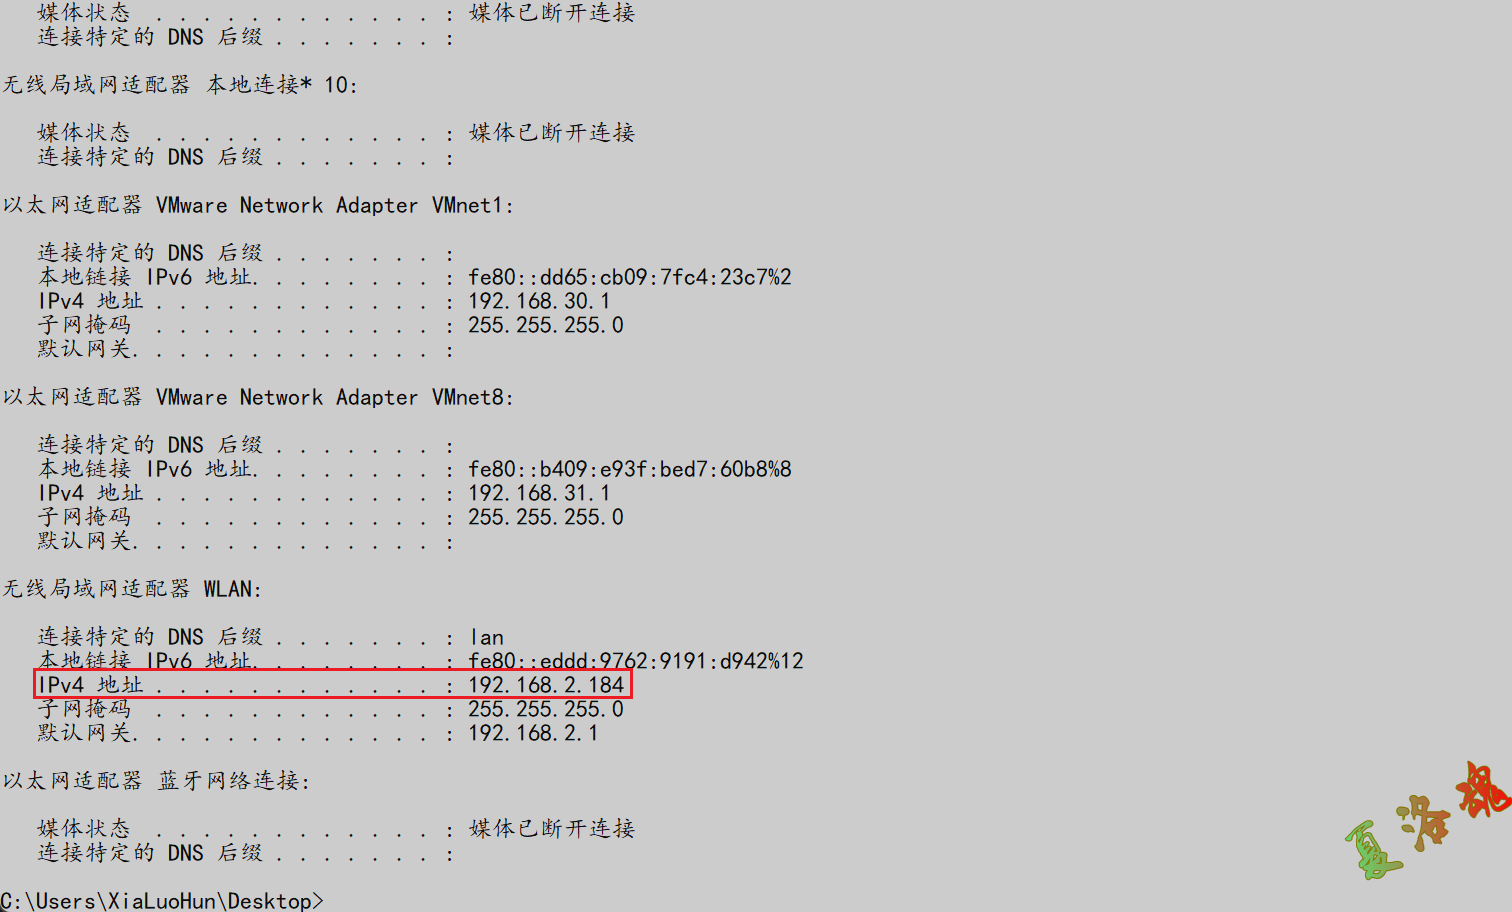 媒体状态  . . . . . . . . . . . . : 媒体已断开连接
连接特定的 DNS 后缀 . . . . . . . :
无线局域网适配器 本地连接* 10:
媒体状态  . . . . . . . . . . . . : 媒体已断开连接
连接特定的 DNS 后缀 . . . . . . . :
以太网适配器 VMware Network Adapter VMnet1:
连接特定的 DNS 后缀 . . . . . . . :
本地链接 IPv6 地址. . . . . . . . : fe80::dd65:cb09:7fc4:23c7%2
IPv4 地址 . . . . . . . . . . . . : 192.168.30.1
子网掩码  . . . . . . . . . . . . : 255.255.255.0
默认网关. . . . . . . . . . . . . :
以太网适配器 VMware Network Adapter VMnet8:
连接特定的 DNS 后缀 . . . . . . . :
本地链接 IPv6 地址. . . . . . . . : fe80::b409:e93f:bed7:60b8%8
IPv4 地址 . . . . . . . . . . . . : 192.168.31.1
子网掩码  . . . . . . . . . . . . : 255.255.255.0
默认网关. . . . . . . . . . . . . :
无线局域网适配器 WLAN:
连接特定的 DNS 后缀 . . . . . . . : lan
本地链接 IPv6 地址. . . . . . . . : fe80::eddd:9762:9191:d942%12
IPv4 地址 . . . . . . . . . . . . : 192.168.2.184
子网掩码  . . . . . . . . . . . . : 255.255.255.0
默认网关. . . . . . . . . . . . . : 192.168.2.1
以太网适配器 蓝牙网络连接:
媒体状态  . . . . . . . . . . . . : 媒体已断开连接
连接特定的 DNS 后缀 . . . . . . . :
C:\Users\XiaLuoHun\Desktop>
夏洛魂